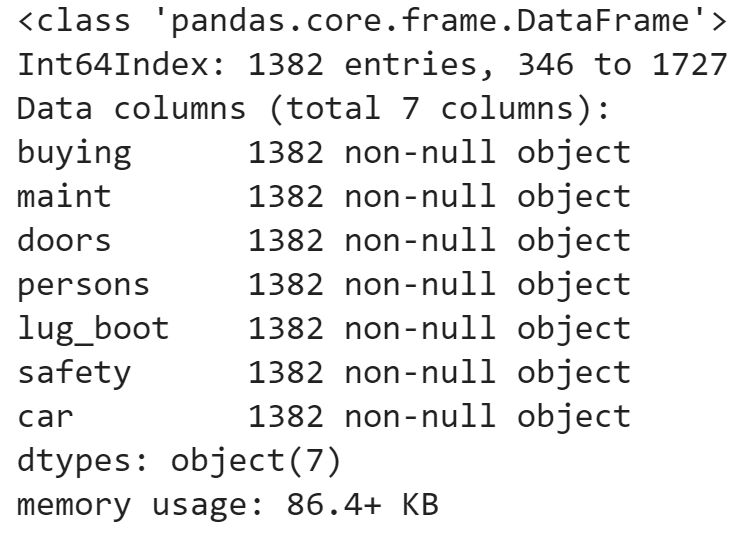 <class 'pandas.core.frame.DataFrame'>
Int64Index: 1382 entries, 346 to 1727
Data columns (total 7 columns):
buying      1382 non-null object
maint       1382 non-null object
doors       1382 non-null object
persons     1382 non-null object
lug_boot    1382 non-null object
safety      1382 non-null object
car         1382 non-null object
dtypes: object(7)
memory usage: 86.4+ KB